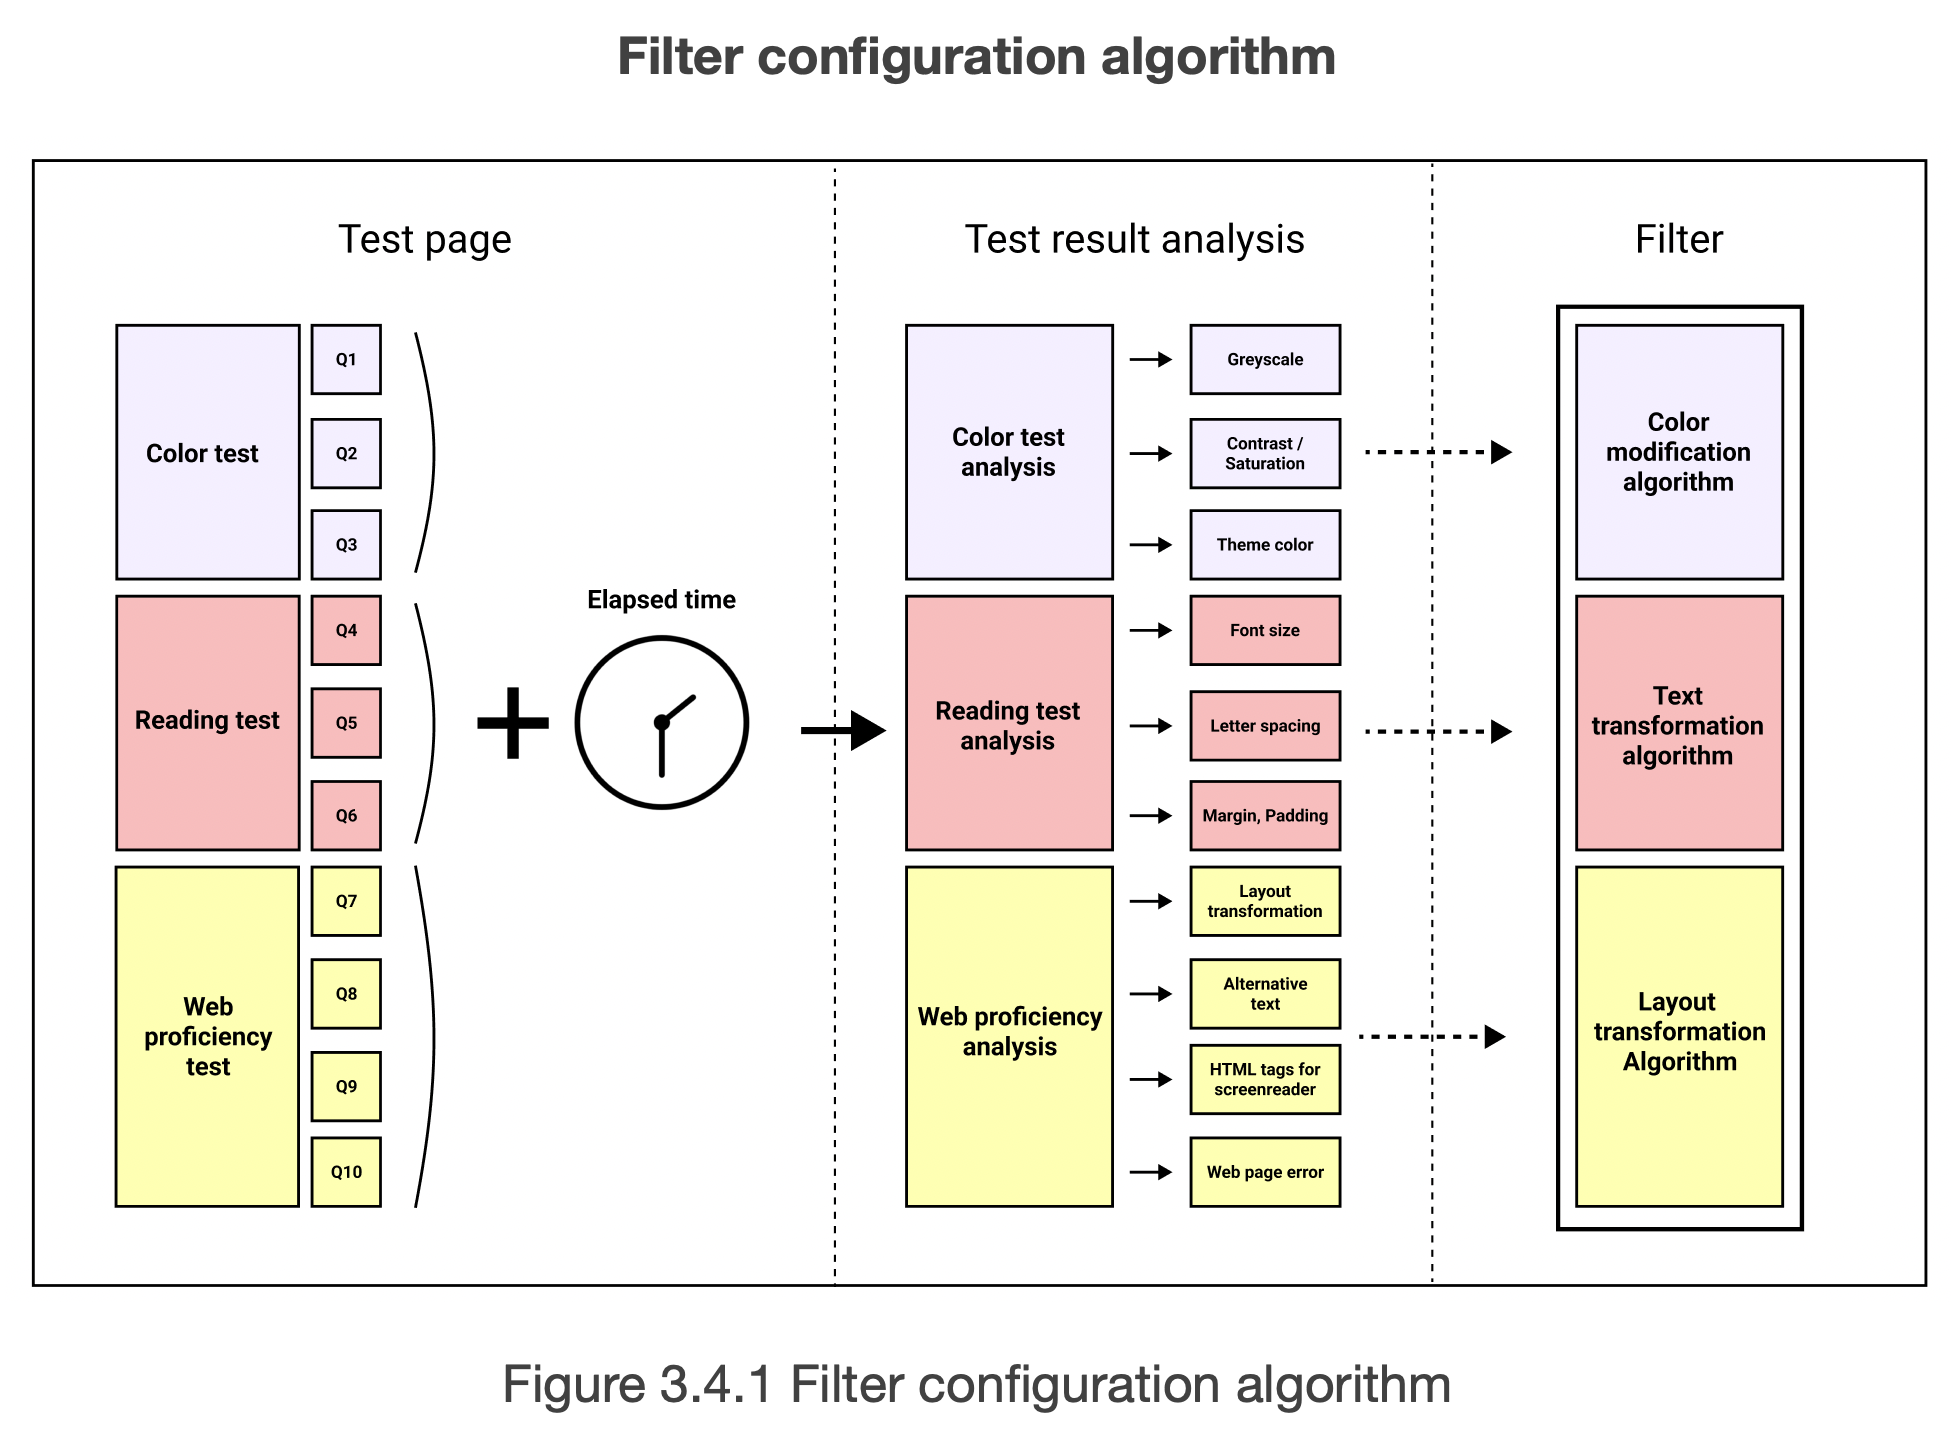 Filter configuration algorithm
Test page
Color test
Q1
Q2
Q3
Reading test
Q4
Q5
Q6
Web
proficiency
test
Q7
Q8
Q9
Q10
Elapsed time
Test result analysis
Color test
analysis
Greyscale
Contrast /
Saturation
Theme color
Reading test
analysis
Font size
Letter spacing
Margin, Padding
Web proficiency
analysis
Layout
transformation
Alternative
text
HTML tags for
screenreader
Web page error
Filter
Color
modification
algorithm
Text
transformation
algorithm
Layout
transformation
Algorithm
Figure 3.4.1 Filter configuration algorithm